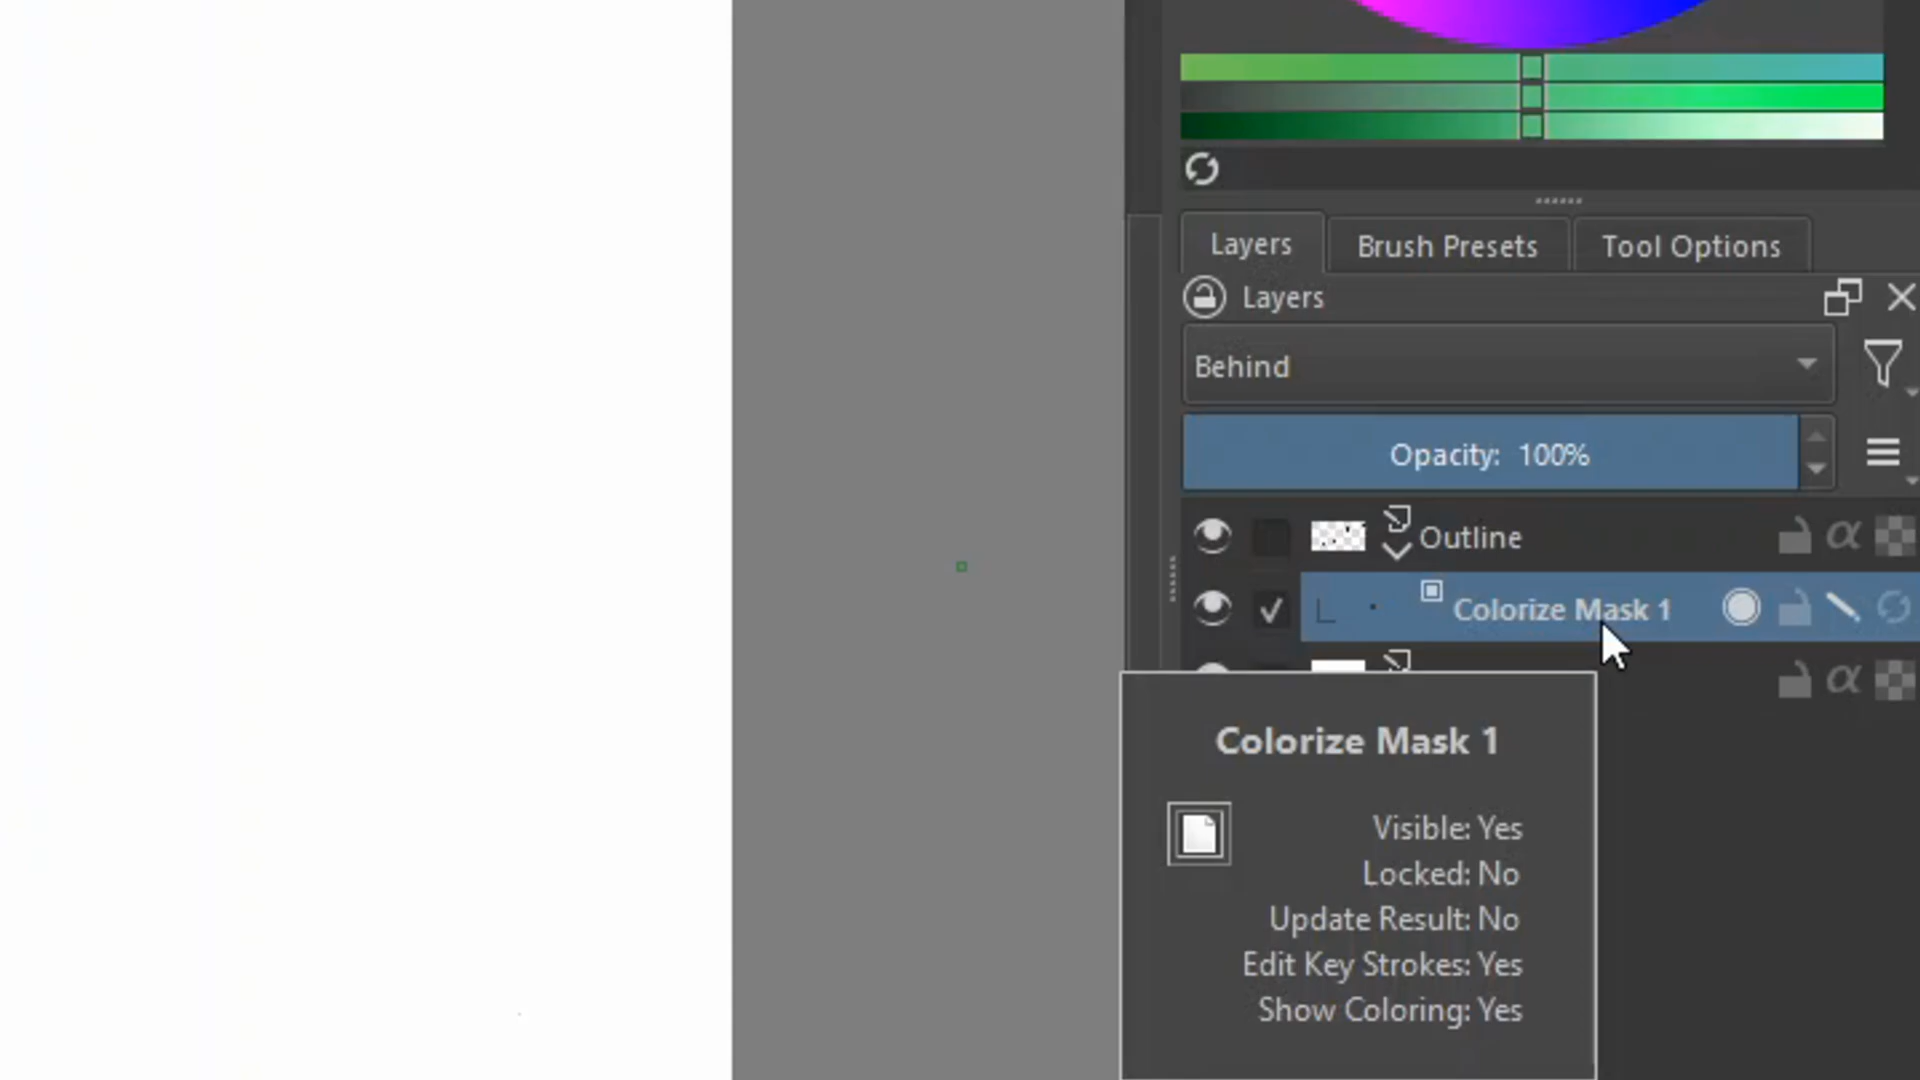 Layers Brush Presets Tool Options
Layers
Behind
Opacity: 100%
Outline
Colorize Mask 1
Colorize Mask 1
Visible: Yes
Locked: No
Update Result: No
Edit Key Strokes: Yes
Show Coloring: Yes